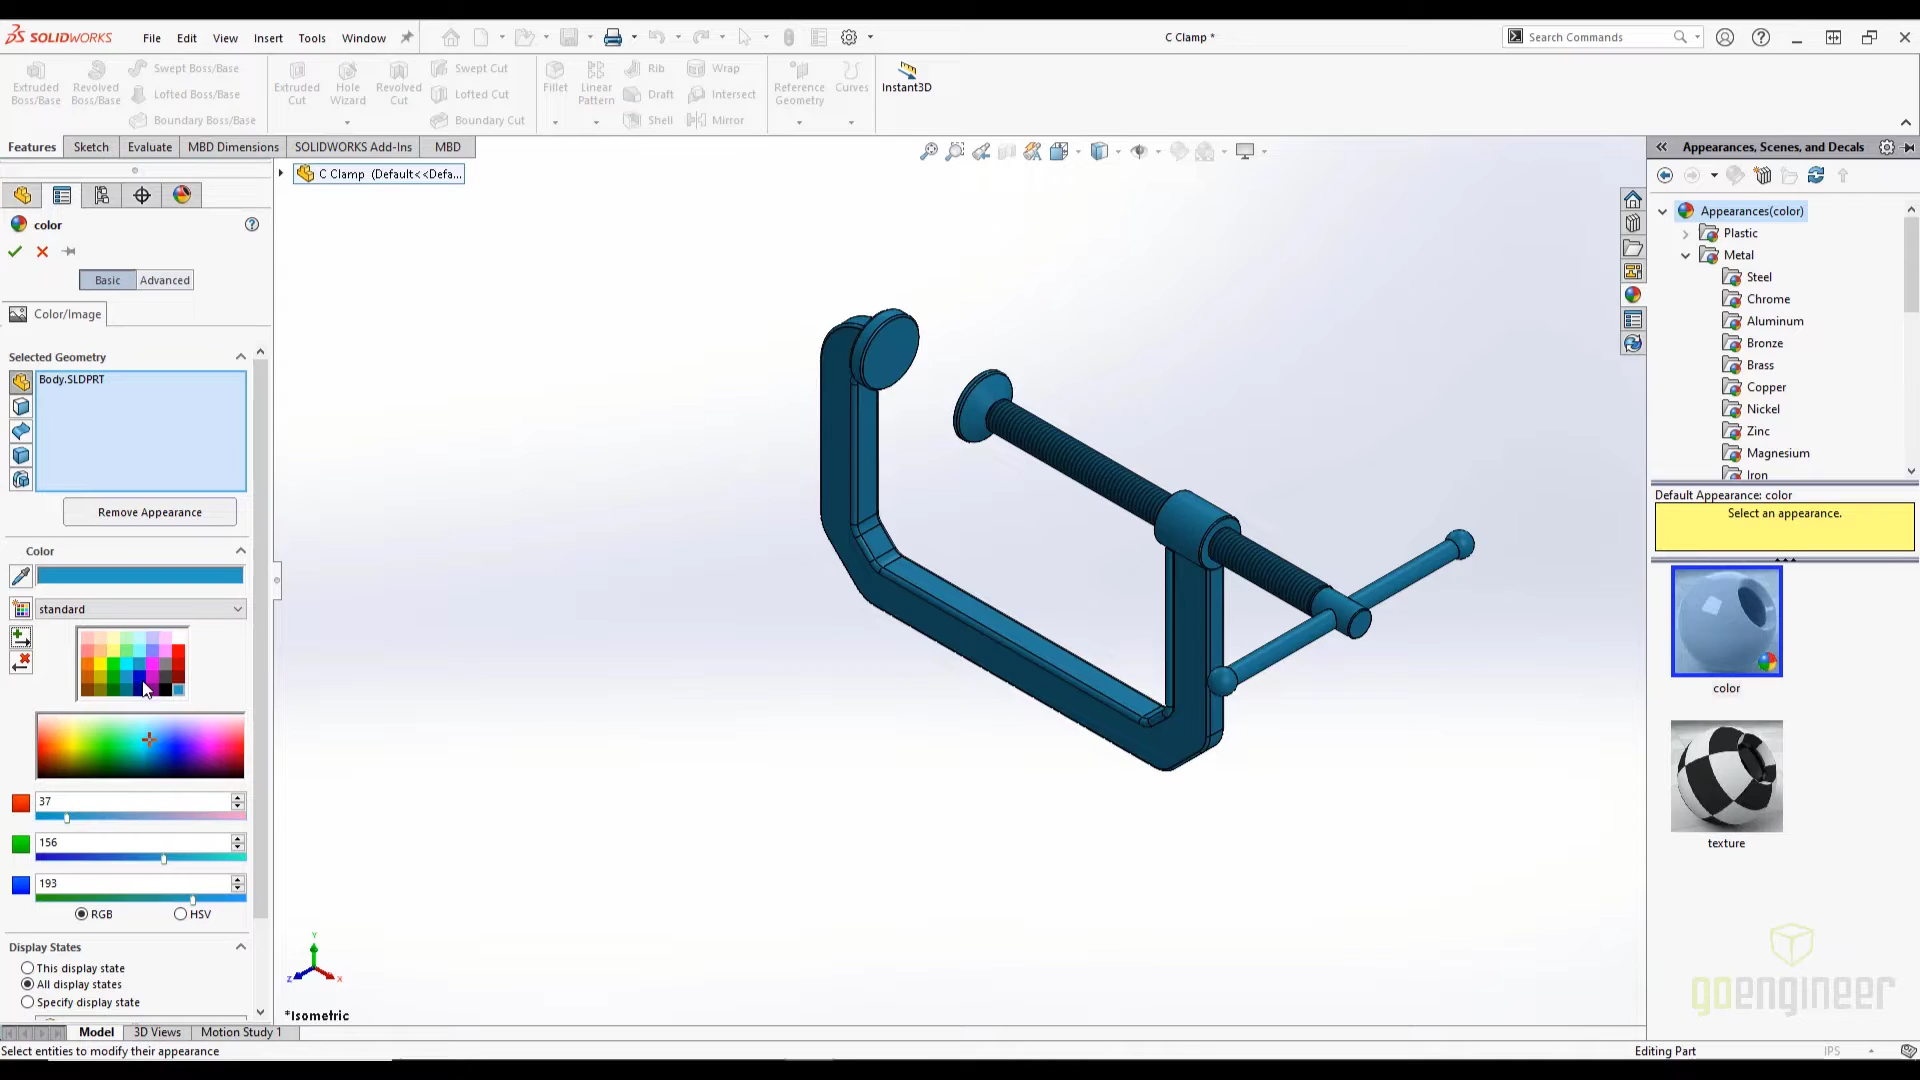 SOLIDWORKS
File Edit View Insert Tools Window
C Clamp *
Search Commands
Extruded Boss/Base
Revolved Boss/Base
Swept Boss/Base
Lofted Boss/Base
Boundary Boss/Base
Extruded Cut
Hole Wizard
Revolved Cut
Swept Cut
Lofted Cut
Boundary Cut
Fillet
Linear Pattern
Rib
Draft
Shell
Wrap
Intersect
Mirror
Reference Geometry
Curves
Instant3D
Features Sketch Evaluate MBD Dimensions SOLIDWORKS Add-Ins MBD
C Clamp (Default<<Defa...
color
Basic Advanced
Color/Image
Selected Geometry
Body.SLDPRT
Remove Appearance
Color
standard
37
156
193
RGB HSV
Display States
This display state
All display states
Specify display state
Y
Z X
*Isometric
Model 3D Views Motion Study 1
Select entities to modify their appearance
Editing Part
IPS
Appearances, Scenes, and Decals
Appearances(color)
Plastic
Metal
Steel
Chrome
Aluminum
Bronze
Brass
Copper
Nickel
Zinc
Magnesium
Iron
Default Appearance: color
Select an appearance.
color
texture
goengineer